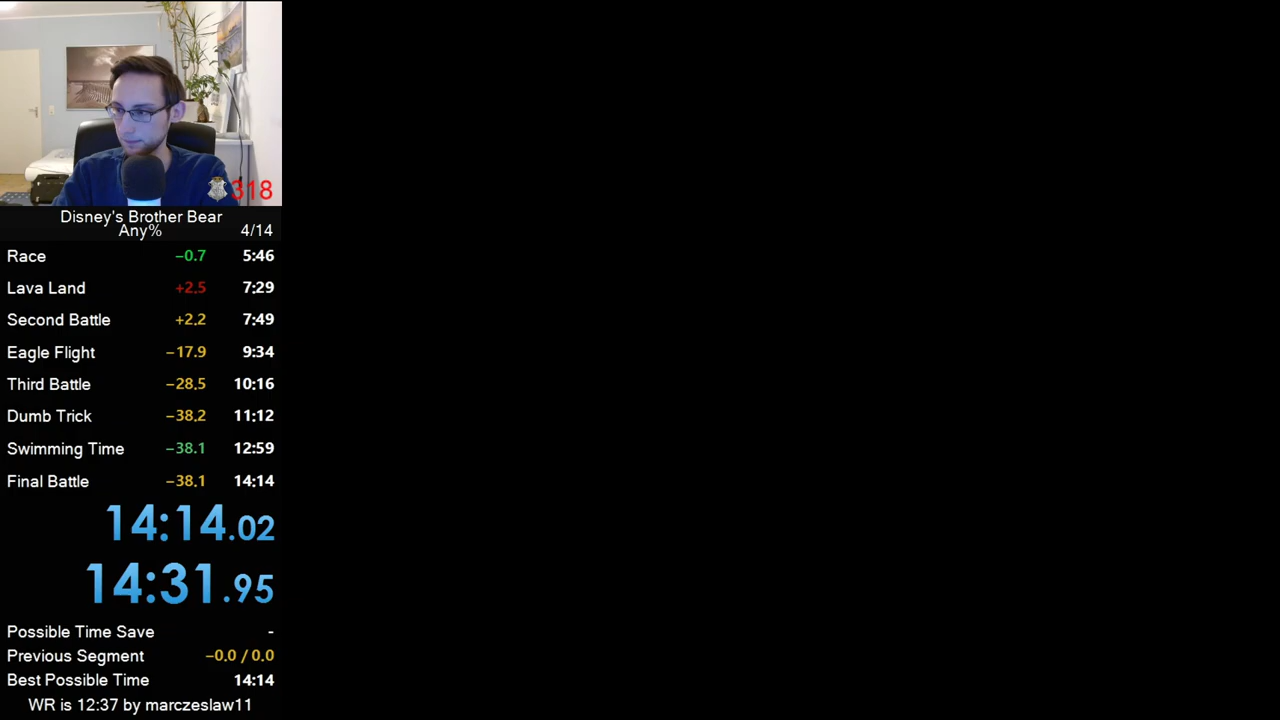 318
Disney's Brother Bear
Any% 4/14
Race −0.7 5:46
Lava Land +2.5 7:29
Second Battle +2.2 7:49
Eagle Flight −17.9 9:34
Third Battle −28.5 10:16
Dumb Trick −38.2 11:12
Swimming Time −38.1 12:59
Final Battle −38.1 14:14
14:14.02
14:31.95
Possible Time Save -
Previous Segment −0.0 / 0.0
Best Possible Time 14:14
WR is 12:37 by marczeslaw11